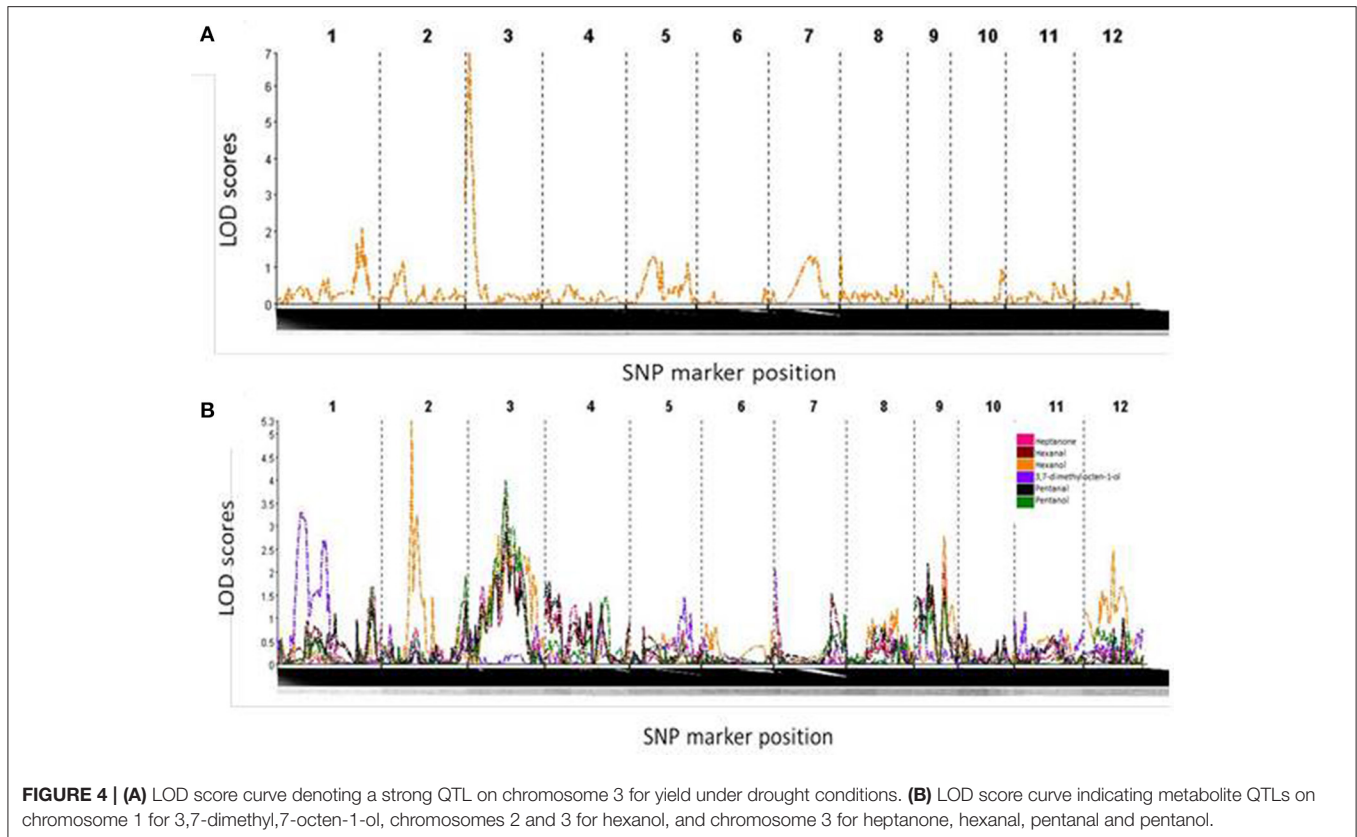 A
1 2 3 4 5 6 7 8 9 10 11 12
7
6
5
4
3
2
1
0
LOD scores
SNP marker position
B
1 2 3 4 5 6 7 8 9 10 11 12
5.3
5
4.5
4
3.5
3
2.5
2
1.5
1
0.5
0
LOD scores
Heptanone
Hexanal
Hexanol
3,7-dimethylocten-1-ol
Pentanal
Pentanol
SNP marker position
FIGURE 4 | (A) LOD score curve denoting a strong QTL on chromosome 3 for yield under drought conditions. (B) LOD score curve indicating metabolite QTLs on
chromosome 1 for 3,7-dimethyl,7-octen-1-ol, chromosomes 2 and 3 for hexanol, and chromosome 3 for heptanone, hexanal, pentanal and pentanol.